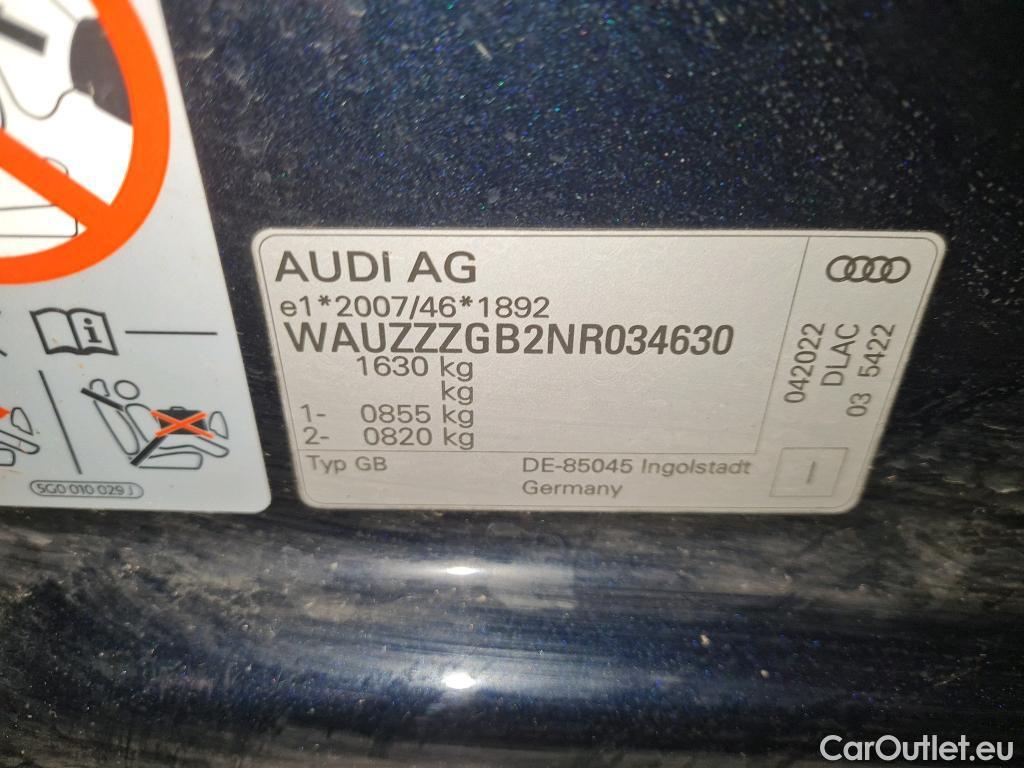 AUDI AG
e1*2007/46*1892
WAUZZZGB2NR034630
1630 kg
kg
1- 0855 kg
2- 0820 kg
Typ GB
DE-85045 Ingolstadt
Germany
042022
DLAC
03 5422
I
5G0 010 029 J
CarOutlet.eu